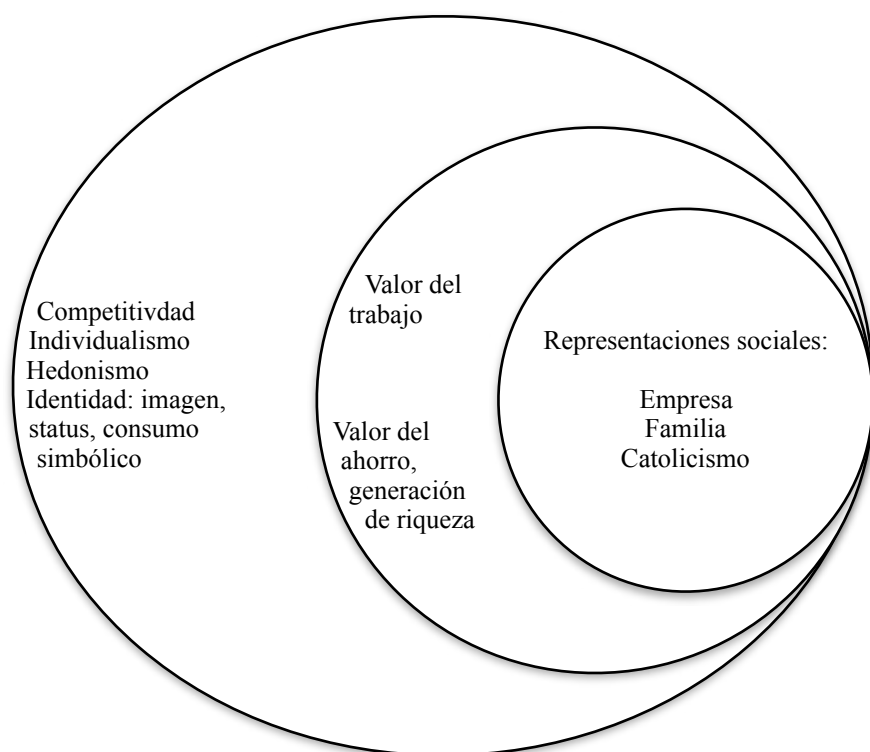 Competitivdad
Individualismo
Hedonismo
Identidad: imagen,
status, consumo
simbólico
Valor del
trabajo
Valor del
ahorro,
generación
de riqueza
Representaciones sociales:
Empresa
Familia
Catolicismo